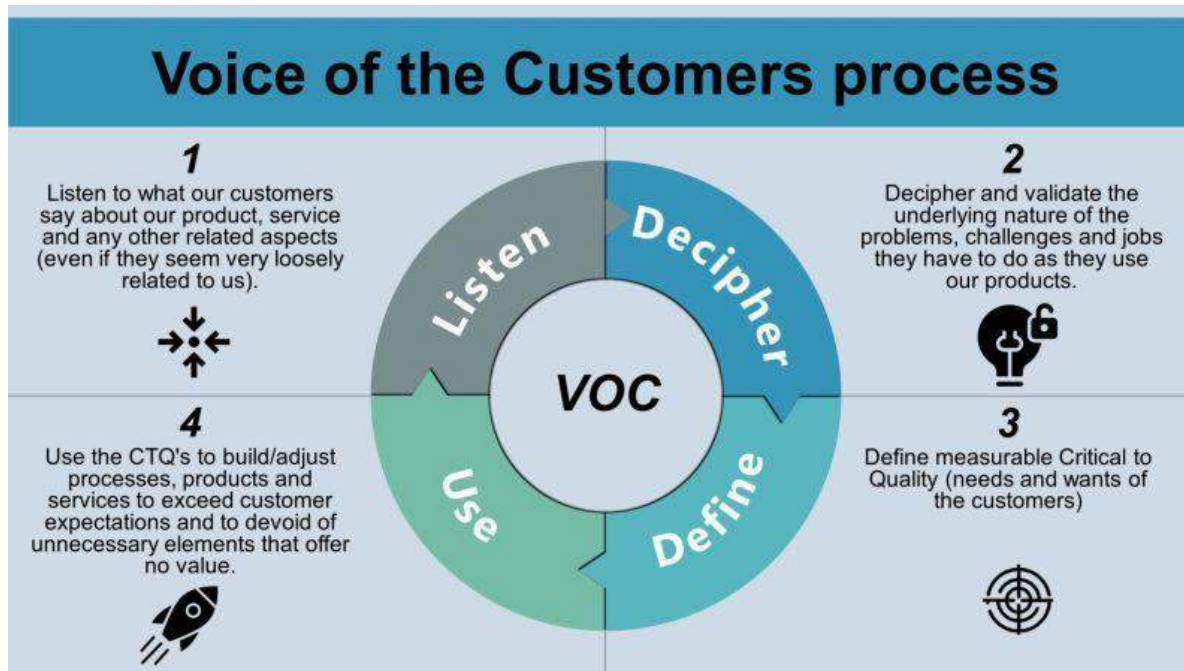 Voice of the Customers process
1
Listen to what our customers
say about our product, service
and any other related aspects
(even if they seem very loosely
related to us).
2
Decipher and validate the
underlying nature of the
problems, challenges and jobs
they have to do as they use
our products.
Listen
Decipher
VOC
Use
Define
4
Use the CTQ's to build/adjust
processes, products and
services to exceed customer
expectations and to devoid of
unnecessary elements that offer
no value.
3
Define measurable Critical to
Quality (needs and wants of
the customers)